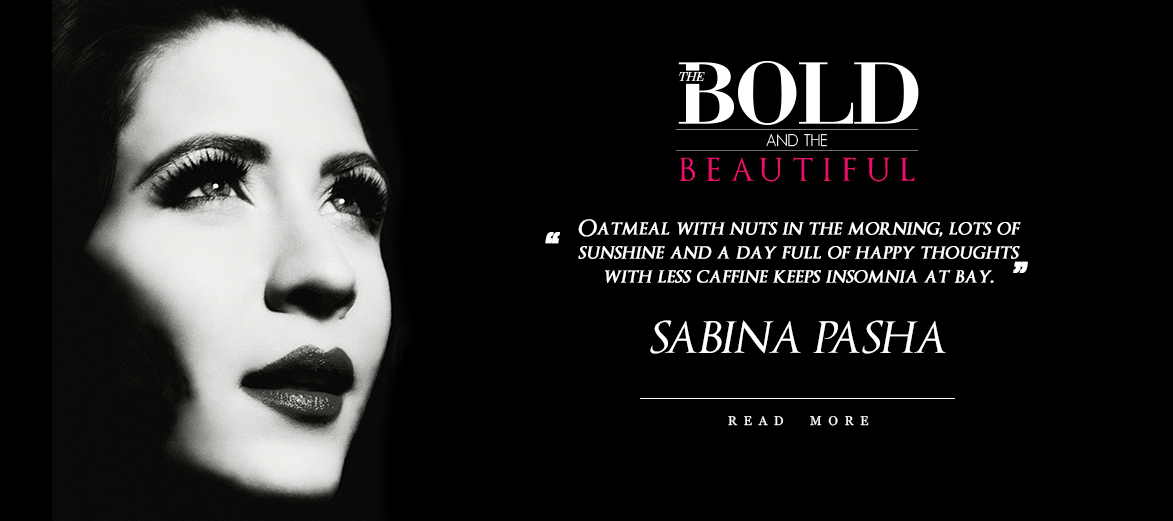 THE
BOLD
AND THE
BEAUTIFUL
“ OATMEAL WITH NUTS IN THE MORNING, LOTS OF
SUNSHINE AND A DAY FULL OF HAPPY THOUGHTS
WITH LESS CAFFINE KEEPS INSOMNIA AT BAY. ”
SABINA PASHA
READ MORE